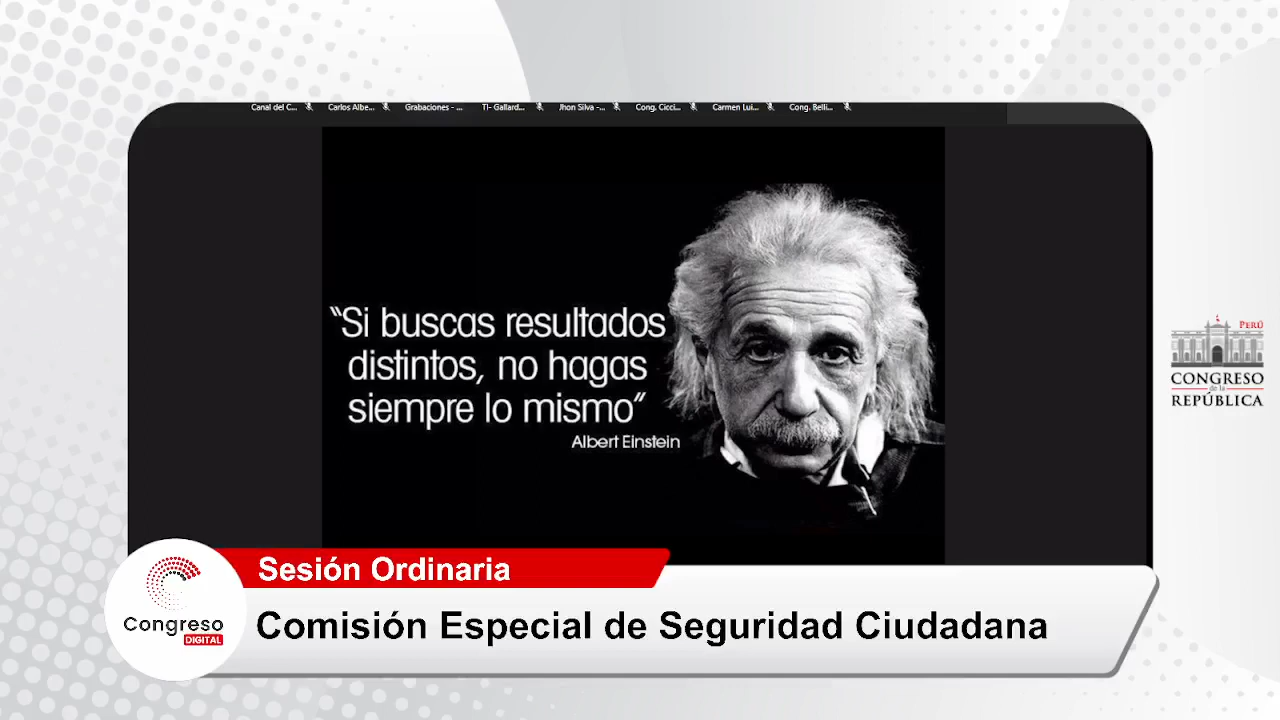 Canal del C... Carlos Albe... Grabaciones - ... TI- Gallard... Jhon Silva -... Cong. Cicci... Carmen Lui... Cong. Belli...
“Si buscas resultados
distintos, no hagas
siempre lo mismo“
Albert Einstein
PERÚ
CONGRESO
de la
REPÚBLICA
Sesión Ordinaria
Congreso
DIGITAL
Comisión Especial de Seguridad Ciudadana